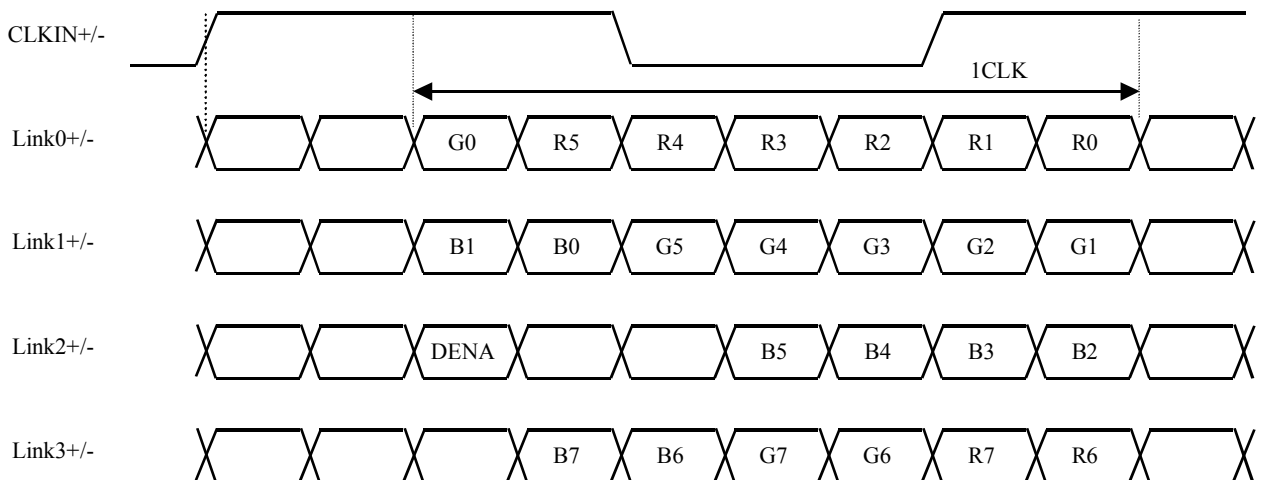 CLKIN+/-
1CLK
Link0+/- G0 R5 R4 R3 R2 R1 R0
Link1+/- B1 B0 G5 G4 G3 G2 G1
Link2+/- DENA B5 B4 B3 B2
Link3+/- B7 B6 G7 G6 R7 R6